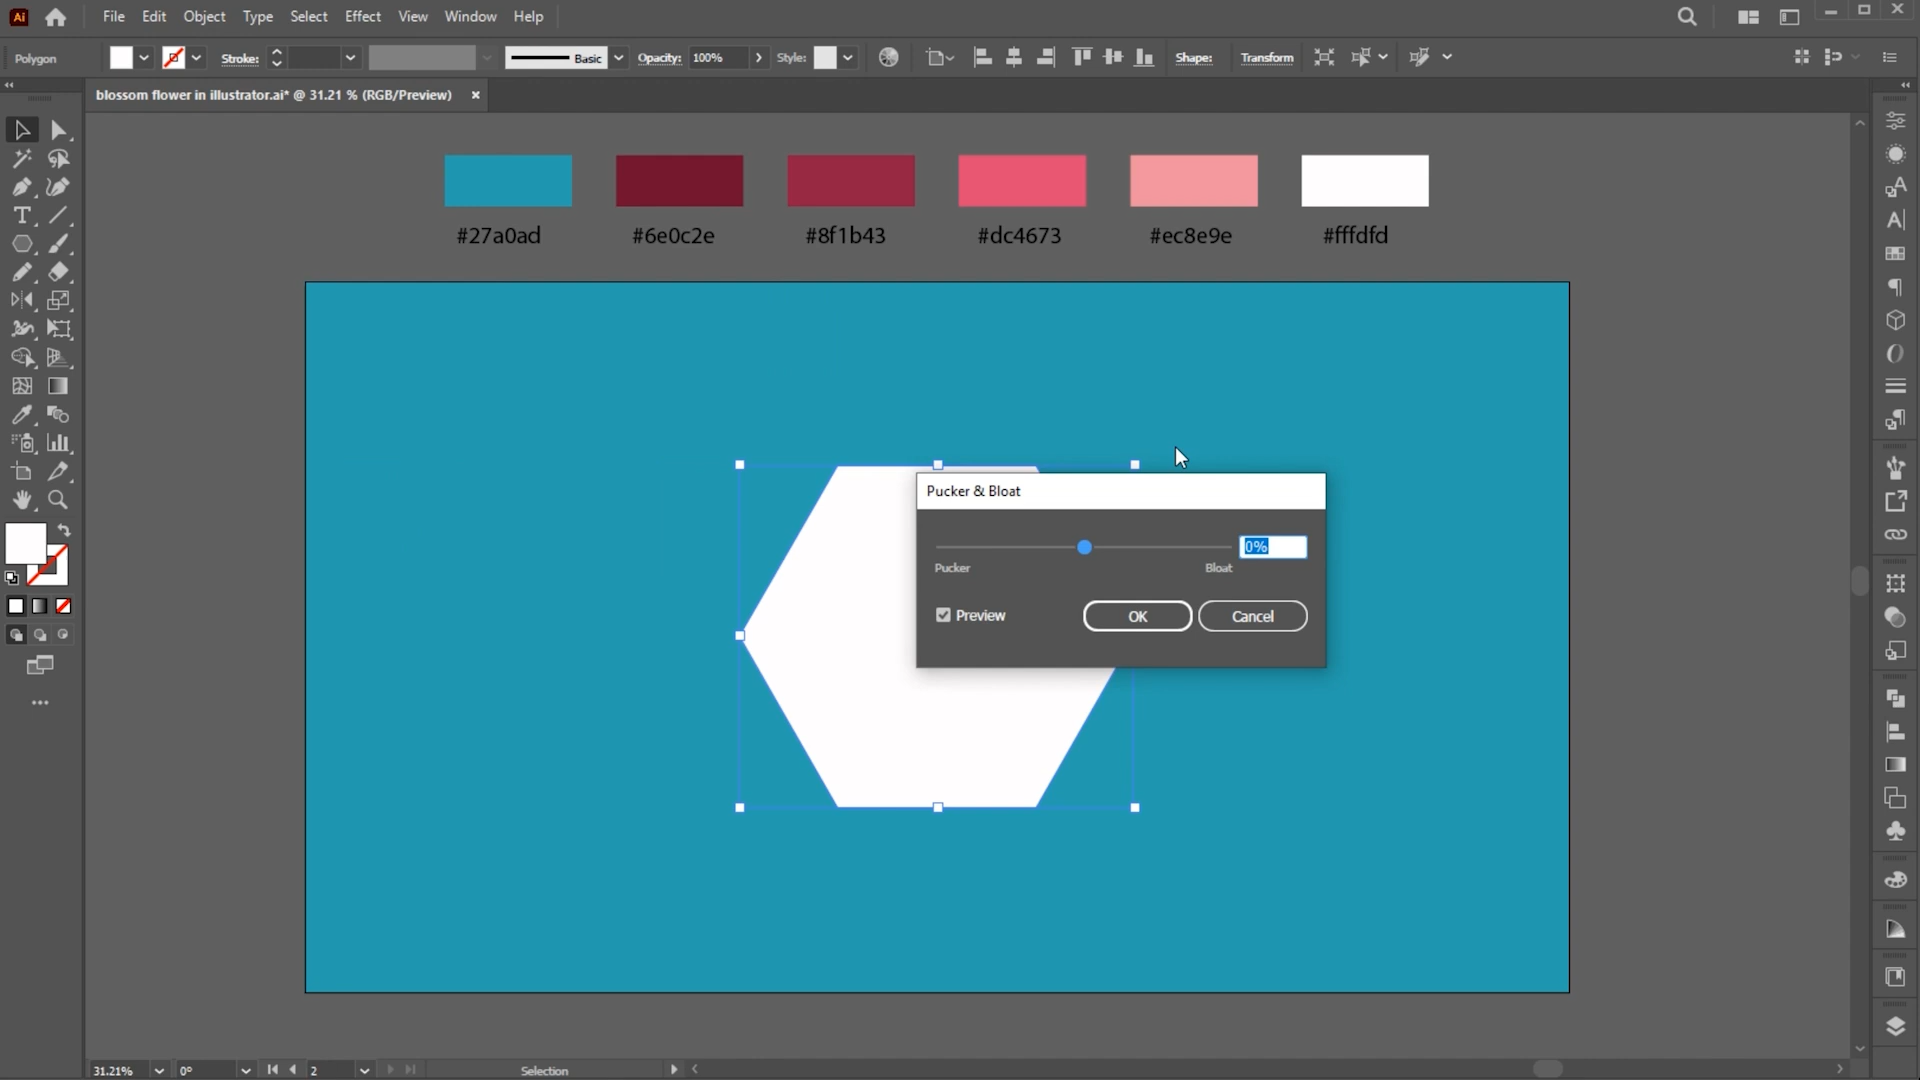 Ai File Edit Object Type Select Effect View Window Help
Polygon Stroke: Basic Opacity: 100% Style: Shape: Transform
blossom flower in illustrator.ai* @ 31.21 % (RGB/Preview) ×
#27a0ad #6e0c2e #8f1b43 #dc4673 #ec8e9e #fffdfd
Pucker & Bloat
0%
Pucker Bloat
Preview OK Cancel
31.21% 0° 2 Selection